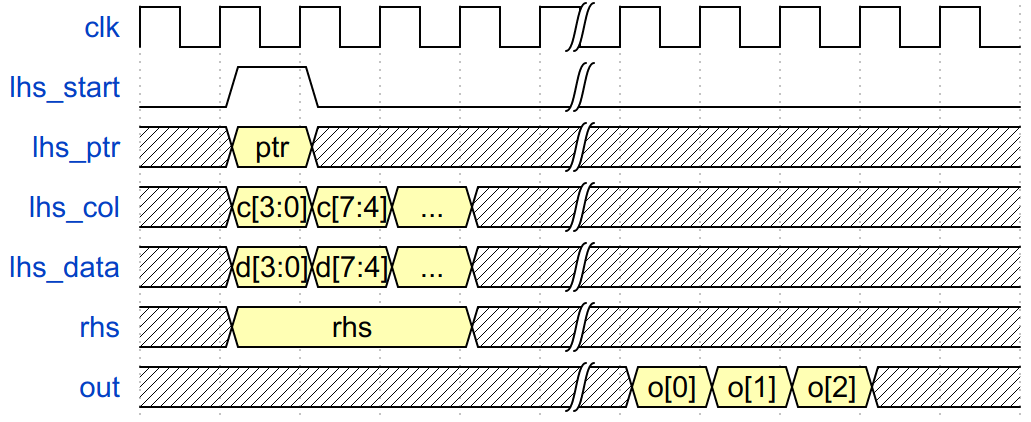 clk
lhs_start
lhs_ptr ptr
lhs_col c[3:0] c[7:4] ...
lhs_data d[3:0] d[7:4] ...
rhs rhs
out o[0] o[1] o[2]